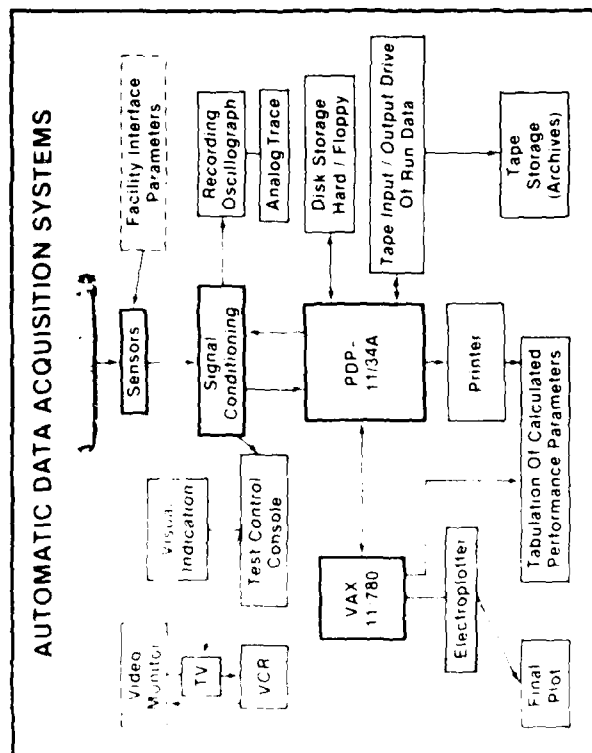 AUTOMATIC DATA ACQUISITION SYSTEMS
Facility Interface
Parameters
Sensors
Recording
Oscillograph
Analog Trace
Signal
Conditioning
Visual
Indication
Test Control
Console
Video
Monitor
TV
VCR
Disk Storage
Hard / Floppy
Tape Input / Output Drive
Of Run Data
PDP-
11/34A
VAX
11/780
Tape
Storage
(Archives)
Printer
Electroplotter
Tabulation Of Calculated
Performance Parameters
Final
Plot